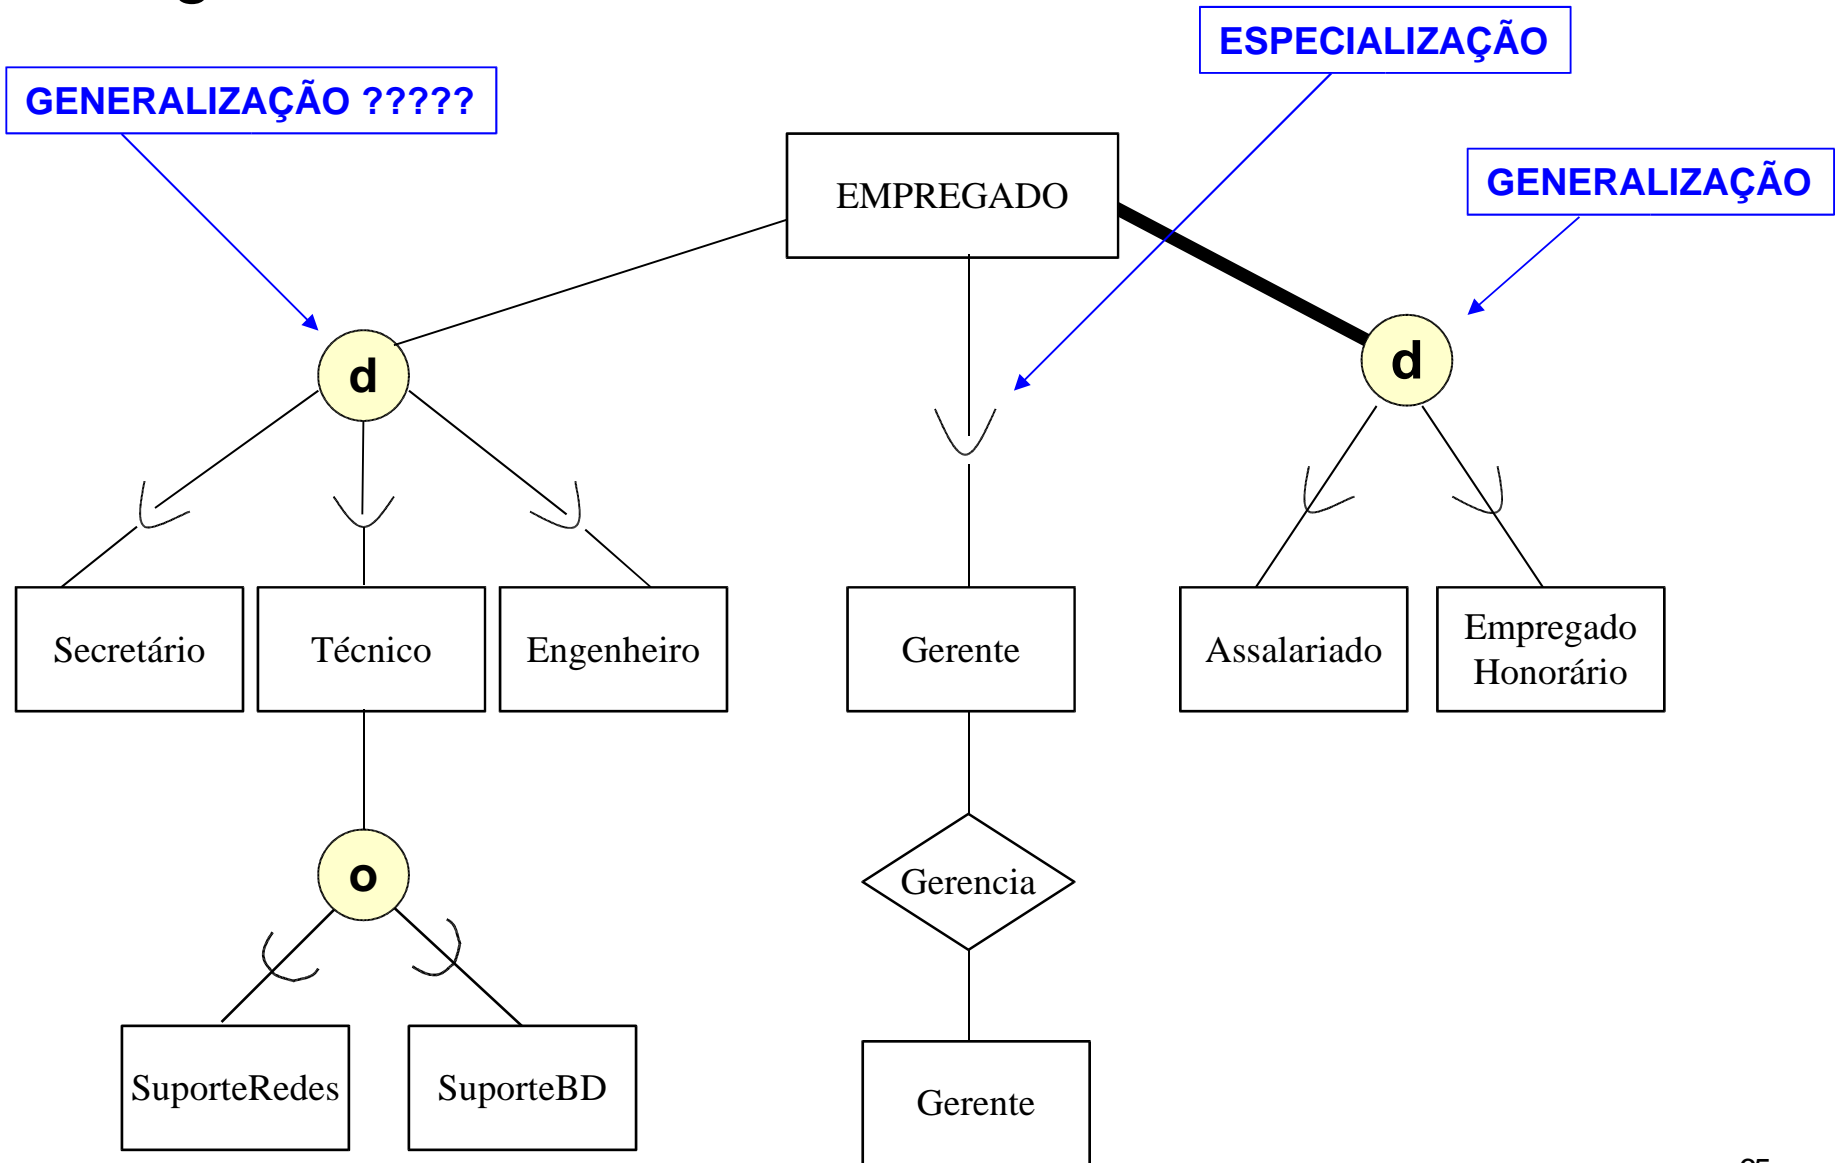 ESPECIALIZAÇÃO
GENERALIZAÇÃO ?????
EMPREGADO
GENERALIZAÇÃO
d
d
Secretário
Técnico
Engenheiro
Gerente
Assalariado
Empregado
Honorário
o
Gerencia
SuporteRedes
SuporteBD
Gerente